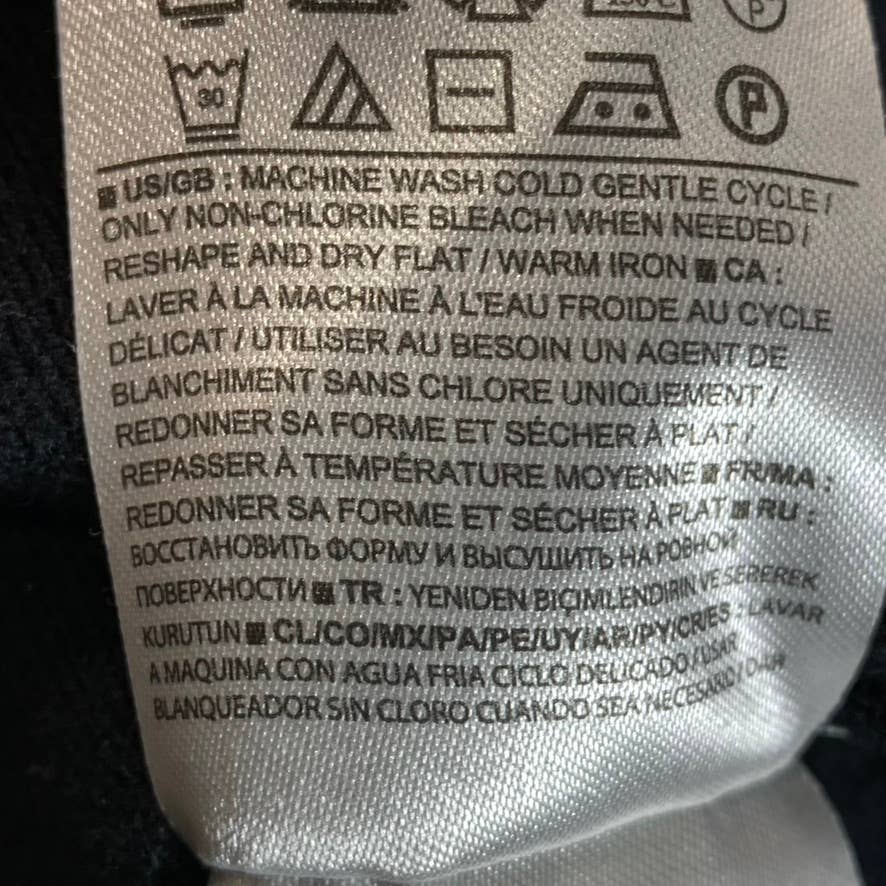 150°C P
30 P
US/GB : MACHINE WASH COLD GENTLE CYCLE /
ONLY NON-CHLORINE BLEACH WHEN NEEDED /
RESHAPE AND DRY FLAT / WARM IRON CA :
LAVER À LA MACHINE À L'EAU FROIDE AU CYCLE
DÉLICAT / UTILISER AU BESOIN UN AGENT DE
BLANCHIMENT SANS CHLORE UNIQUEMENT /
REDONNER SA FORME ET SÉCHER À PLAT /
REPASSER À TEMPÉRATURE MOYENNE FR/MA :
REDONNER SA FORME ET SÉCHER À PLAT RU :
ВОССТАНОВИТЬ ФОРМУ И ВЫСУШИТЬ НА РОВНОЙ
ПОВЕРХНОСТИ TR : YENIDEN BIÇIMLENDIRIN VE SEREREK
KURUTUN CL/CO/MX/PA/PE/UY/AR/PY/CR/ES : LAVAR
A MAQUINA CON AGUA FRIA CICLO DELICADO / USAR
BLANQUEADOR SIN CLORO CUANDO SEA NECESARIO / DAR